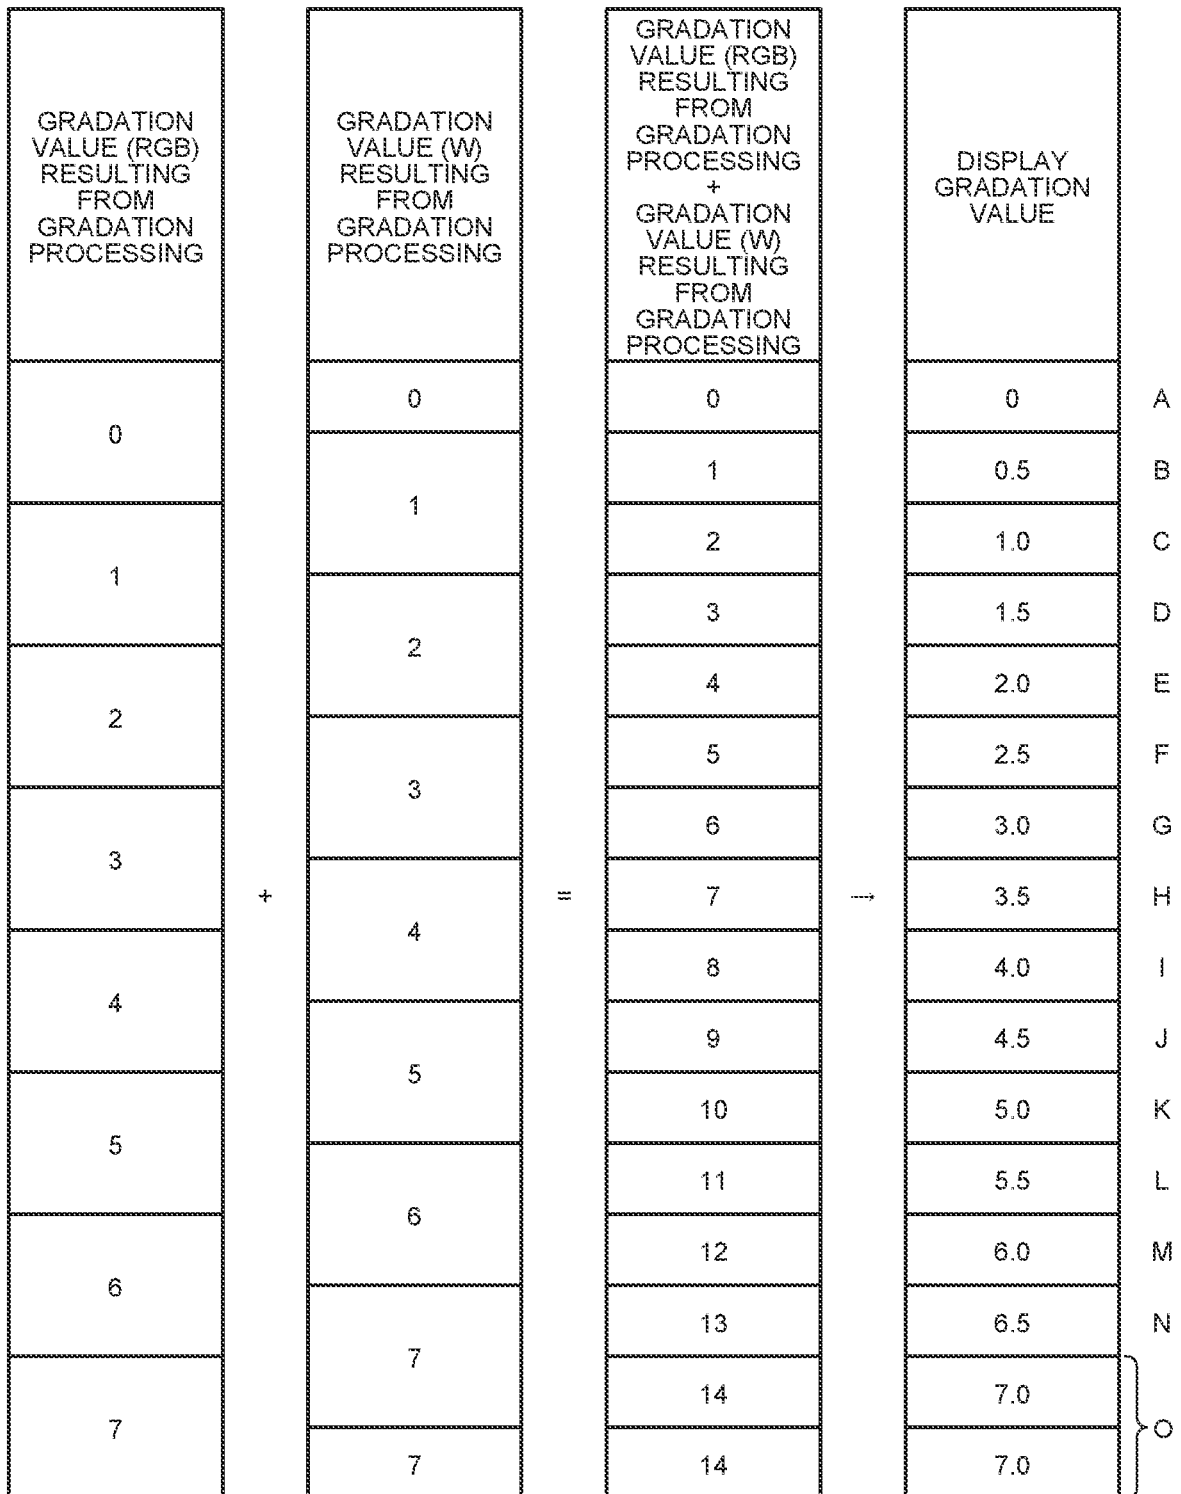 GRADATION
VALUE (RGB)
RESULTING
FROM
GRADATION
PROCESSING
0
1
2
3
4
5
6
7
+
GRADATION
VALUE (W)
RESULTING
FROM
GRADATION
PROCESSING
0
1
2
3
4
5
6
7
7
=
GRADATION
VALUE (RGB)
RESULTING
FROM
GRADATION
PROCESSING
+
GRADATION
VALUE (W)
RESULTING
FROM
GRADATION
PROCESSING
0
1
2
3
4
5
6
7
8
9
10
11
12
13
14
14
→
DISPLAY
GRADATION
VALUE
0
0.5
1.0
1.5
2.0
2.5
3.0
3.5
4.0
4.5
5.0
5.5
6.0
6.5
7.0
7.0
A
B
C
D
E
F
G
H
I
J
K
L
M
N
O